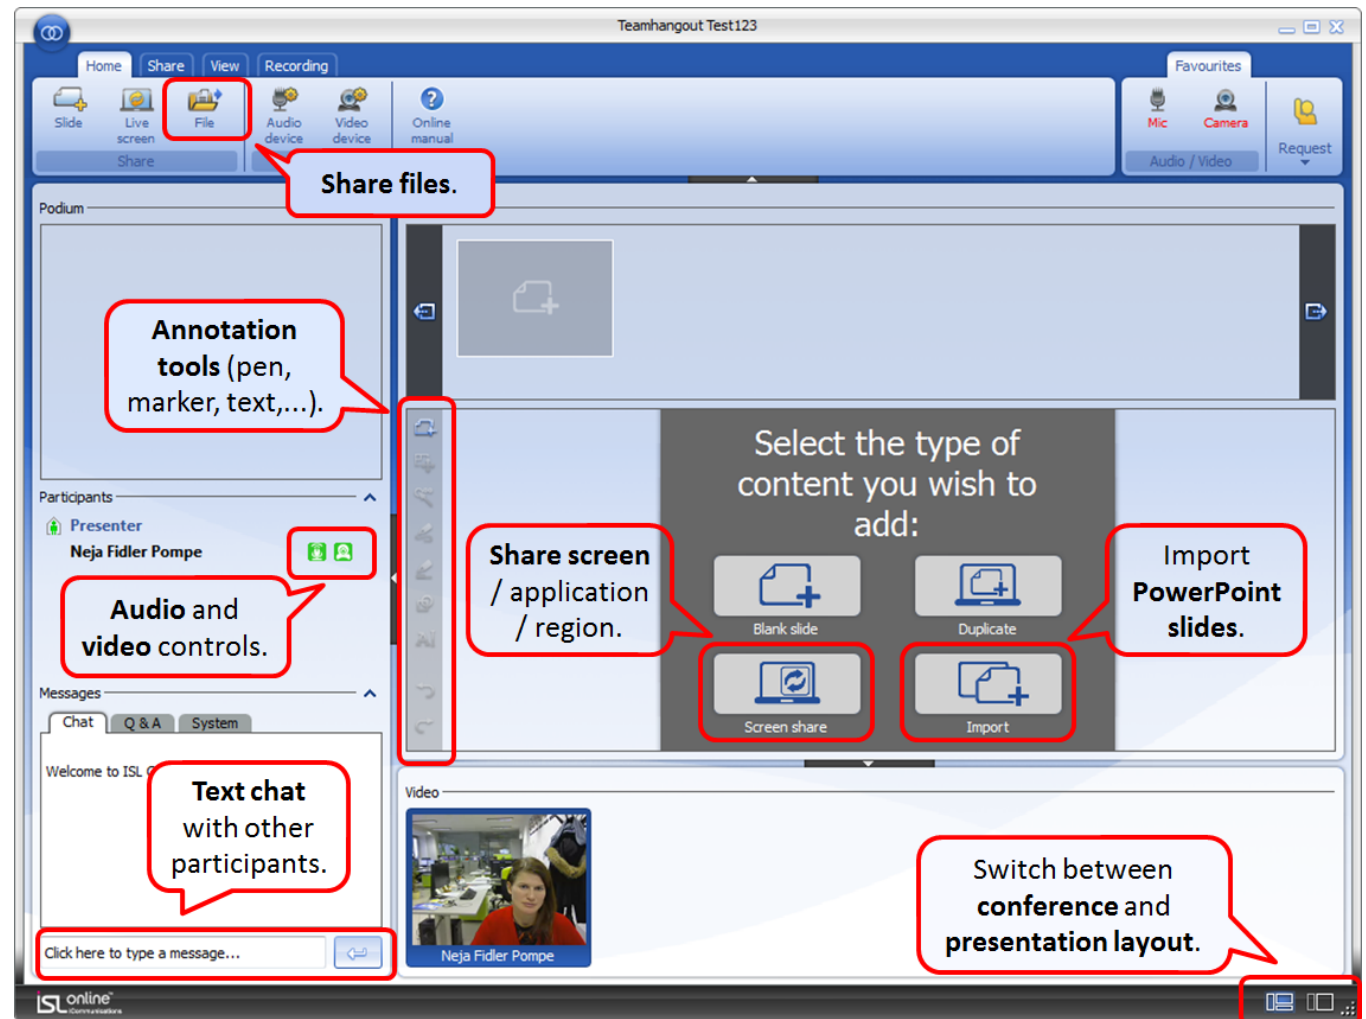 Teamhangout Test123
Home Share View Recording
Favourites
Slide
Live screen
File
Audio device
Video device
Online manual
Mic
Camera
Request
Share
Audio / Video
Share files.
Podium
Annotation
tools (pen,
marker, text,...).
Select the type of
content you wish to
add:
Blank slide
Duplicate
Screen share
Import
Share screen
/ application
/ region.
Import
PowerPoint
slides.
Participants
Presenter
Neja Fidler Pompe
Audio and
video controls.
Messages
Chat Q & A System
Welcome to ISL
Text chat
with other
participants.
Click here to type a message...
Video
Neja Fidler Pompe
Switch between
conference and
presentation layout.
ISL online